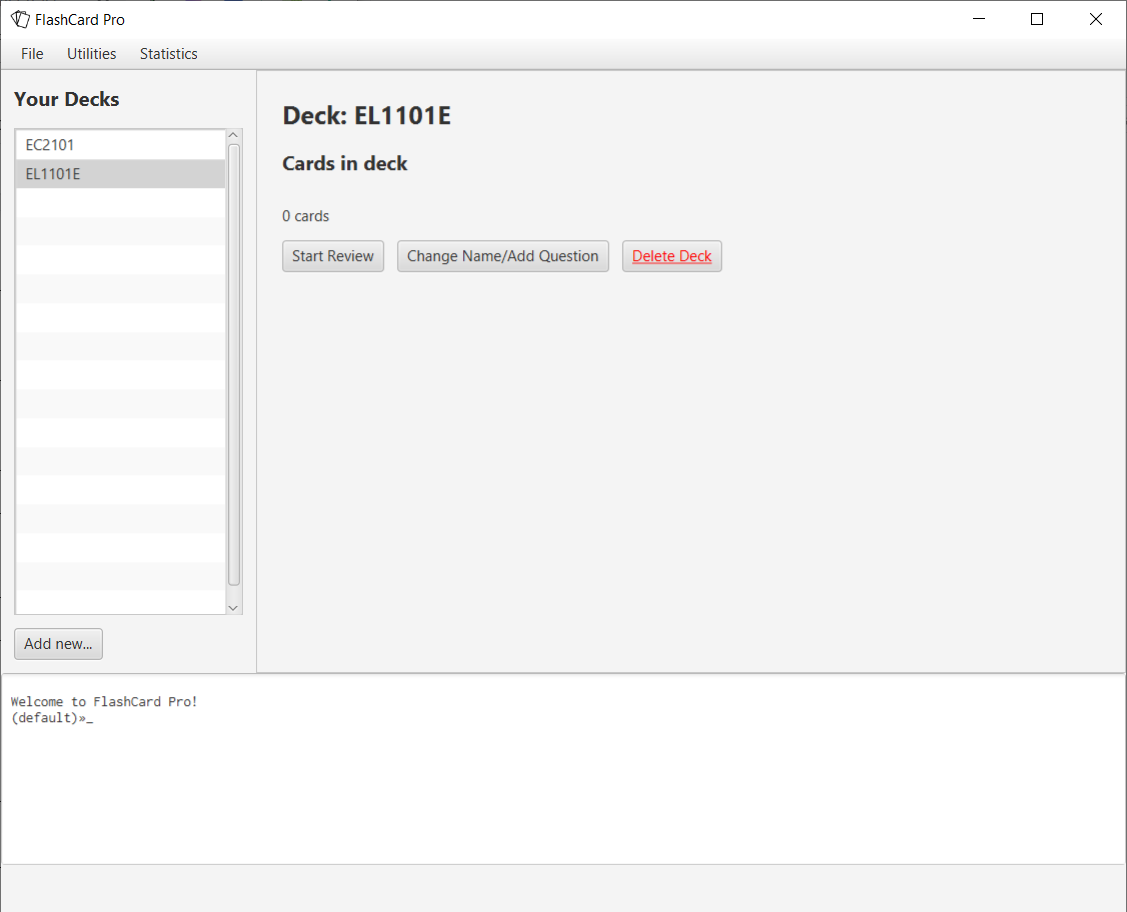 FlashCard Pro
File Utilities Statistics
Your Decks
EC2101
EL1101E
Add new...
Deck: EL1101E
Cards in deck
0 cards
Start Review Change Name/Add Question Delete Deck
Welcome to FlashCard Pro!
(default)»_